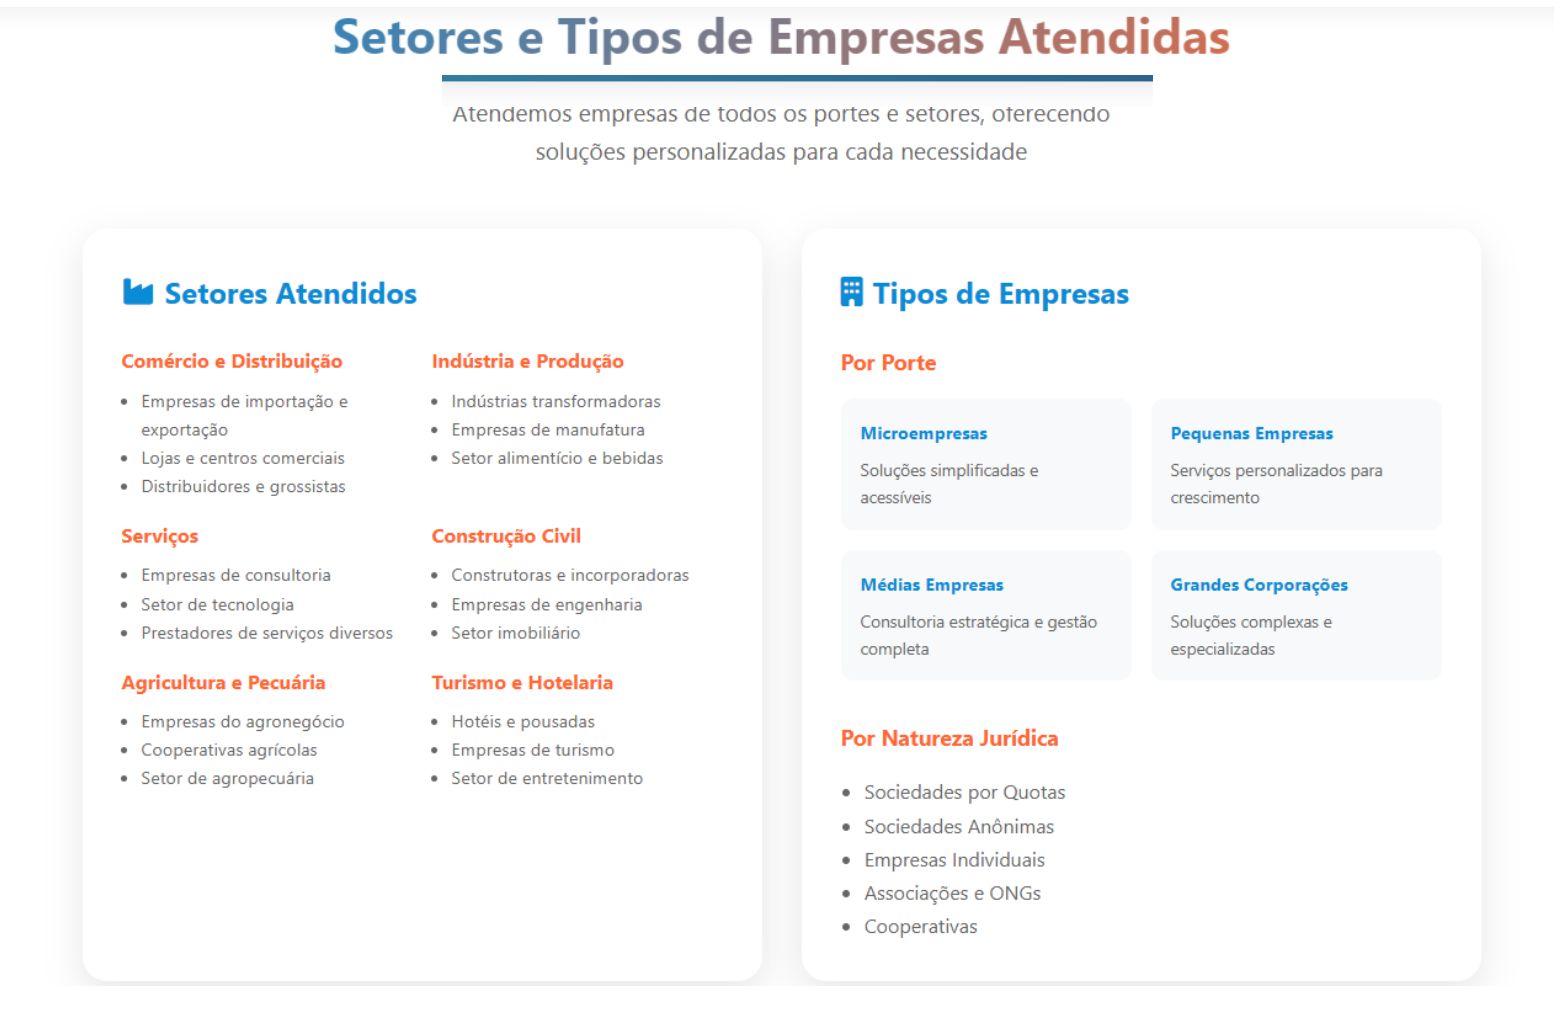 Setores e Tipos de Empresas Atendidas
Atendemos empresas de todos os portes e setores, oferecendo
soluções personalizadas para cada necessidade
Setores Atendidos
Comércio e Distribuição
Empresas de importação e
exportação
Lojas e centros comerciais
Distribuidores e grossistas
Indústria e Produção
Indústrias transformadoras
Empresas de manufatura
Setor alimentício e bebidas
Serviços
Empresas de consultoria
Setor de tecnologia
Prestadores de serviços diversos
Construção Civil
Construtoras e incorporadoras
Empresas de engenharia
Setor imobiliário
Agricultura e Pecuária
Empresas do agronegócio
Cooperativas agrícolas
Setor de agropecuária
Turismo e Hotelaria
Hotéis e pousadas
Empresas de turismo
Setor de entretenimento
Tipos de Empresas
Por Porte
Microempresas
Soluções simplificadas e
acessíveis
Pequenas Empresas
Serviços personalizados para
crescimento
Médias Empresas
Consultoria estratégica e gestão
completa
Grandes Corporações
Soluções complexas e
especializadas
Por Natureza Jurídica
Sociedades por Quotas
Sociedades Anônimas
Empresas Individuais
Associações e ONGs
Cooperativas